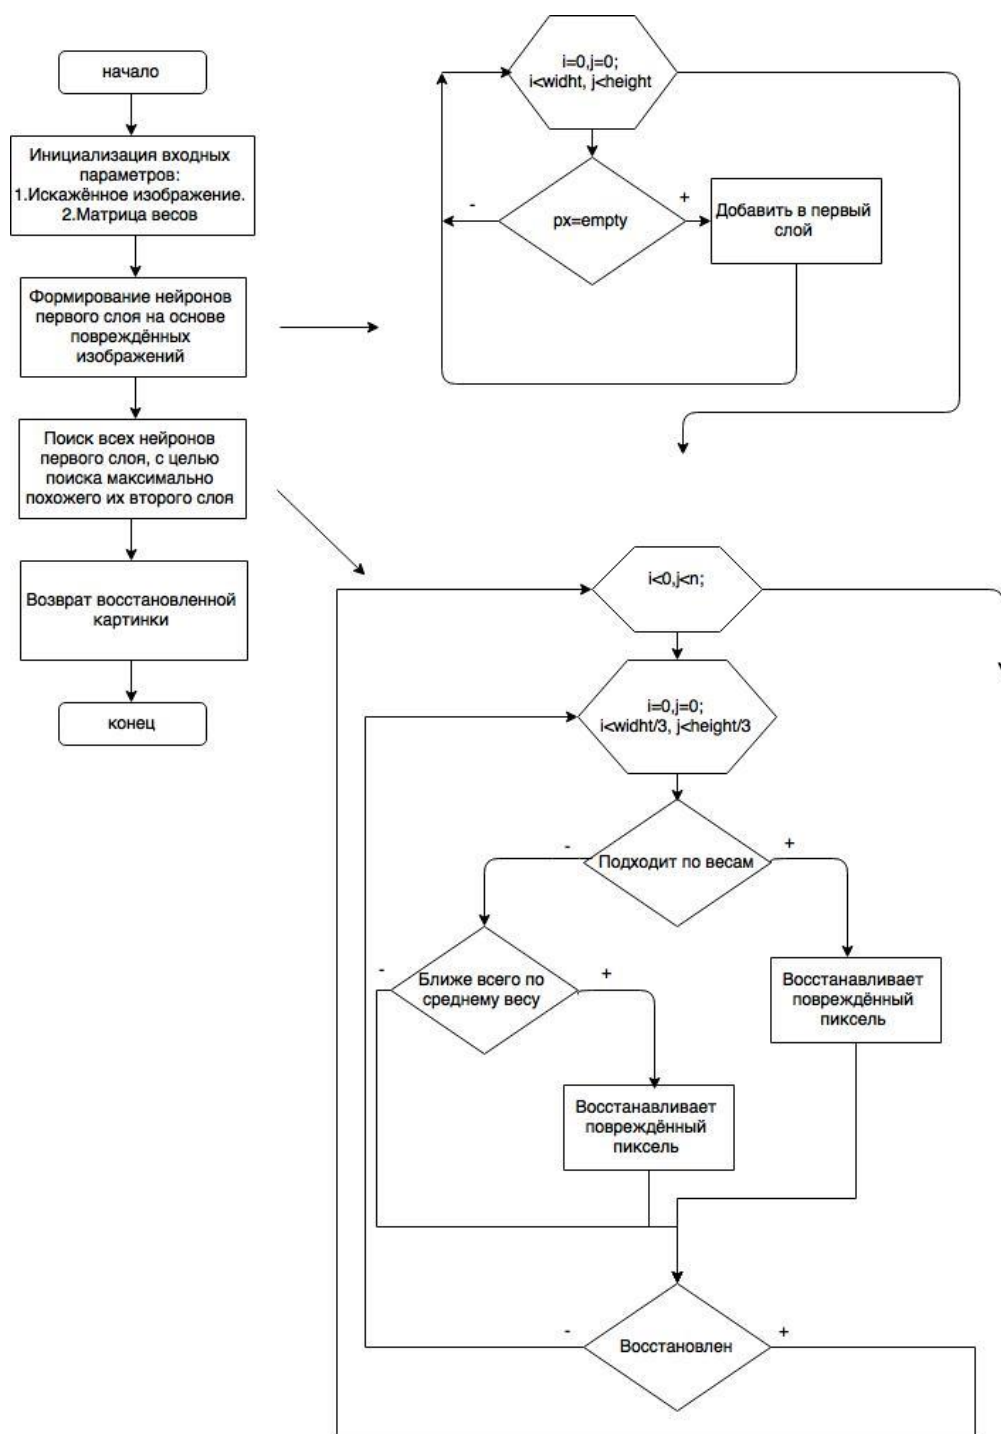 начало
Инициализация входных
параметров:
1.Искажённое изображение.
2.Матрица весов
Формирование нейронов
первого слоя на основе
повреждённых
изображений
Поиск всех нейронов
первого слоя, с целью
поиска максимально
похожего их второго слоя
Возврат восстановленной
картинки
конец
i=0,j=0;
i<widht, j<height
-
px=empty
+
Добавить в первый
слой
i<0,j<n;
i=0,j=0;
i<widht/3, j<height/3
-
Подходит по весам
+
-
Ближе всего по
среднему весу
+
Восстанавливает
повреждённый
пиксель
Восстанавливает
повреждённый
пиксель
-
Восстановлен
+